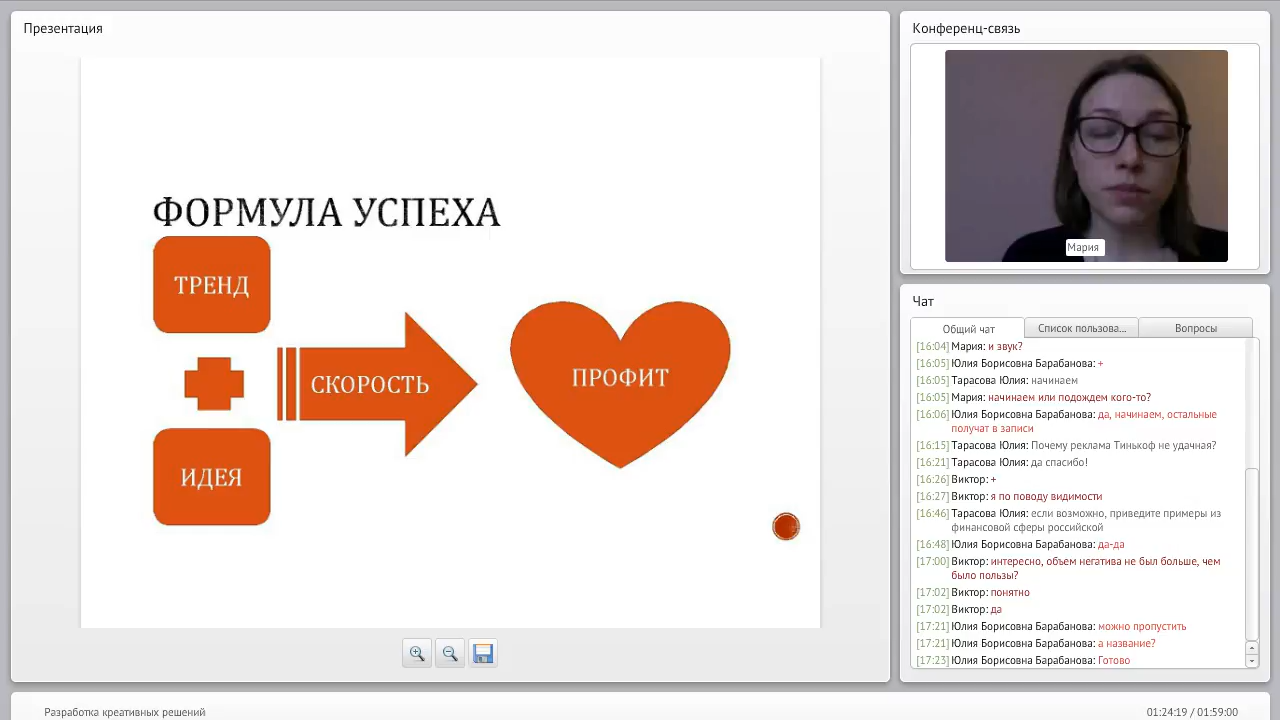 Презентация
ФОРМУЛА УСПЕХА
ТРЕНД
СКОРОСТЬ
ИДЕЯ
ПРОФИТ
Конференц-связь
Мария
Чат
Общий чат
Список пользова...
Вопросы
[16:04] Мария: и звук?
[16:05] Юлия Борисовна Барабанова: +
[16:05] Тарасова Юлия: начинаем
[16:05] Мария: начинаем или подождем кого-то?
[16:06] Юлия Борисовна Барабанова: да, начинаем, остальные
получат в записи
[16:15] Тарасова Юлия: Почему реклама Тинькоф не удачная?
[16:21] Тарасова Юлия: да спасибо!
[16:26] Виктор: +
[16:27] Виктор: я по поводу видимости
[16:46] Тарасова Юлия: если возможно, приведите примеры из
финансовой сферы российской
[16:48] Юлия Борисовна Барабанова: да-да
[17:00] Виктор: интересно, объем негатива не был больше, чем
было пользы?
[17:02] Виктор: понятно
[17:02] Виктор: да
[17:21] Юлия Борисовна Барабанова: можно пропустить
[17:21] Юлия Борисовна Барабанова: а название?
[17:23] Юлия Борисовна Барабанова: Готово
Разработка креативных решений
01:24:19 / 01:59:00